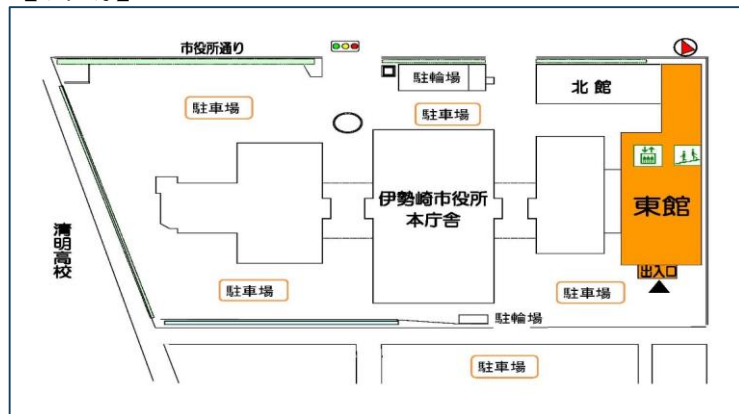 市役所通り
駐輪場
北館
駐車場
駐車場
伊勢崎市役所
本庁舎
東館
清明高校
出入口
駐車場
駐車場
駐輪場
駐車場